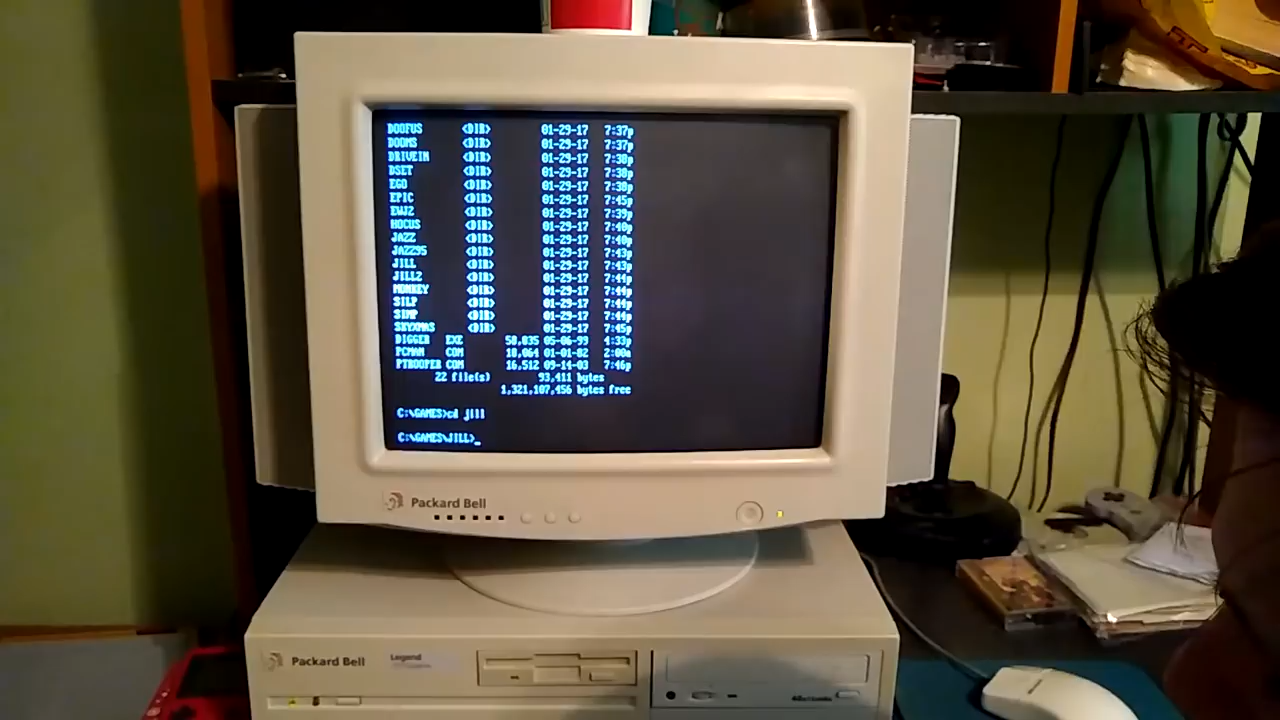 DOOFUS <DIR> 01-29-17 7:37p
DOOMS <DIR> 01-29-17 7:37p
DRIVEIN <DIR> 01-29-17 7:38p
DSET <DIR> 01-29-17 7:38p
EGO <DIR> 01-29-17 7:38p
EPIC <DIR> 01-29-17 7:45p
EWJ2 <DIR> 01-29-17 7:39p
HOCUS <DIR> 01-29-17 7:40p
JAZZ <DIR> 01-29-17 7:40p
JAZZ95 <DIR> 01-29-17 7:43p
JILL <DIR> 01-29-17 7:43p
JILL2 <DIR> 01-29-17 7:44p
MONKEY <DIR> 01-29-17 7:44p
SILP <DIR> 01-29-17 7:44p
SIMP <DIR> 01-29-17 7:44p
SKYXMAS <DIR> 01-29-17 7:45p
DIGGER EXE 58,835 05-06-99 4:33p
PCMAN COM 18,064 01-01-82 2:00a
PTROOPER COM 16,512 09-14-03 7:46p
22 file(s) 93,411 bytes
1,321,107,456 bytes free
C:\GAMES>cd jill
C:\GAMES\JILL>_
Packard Bell
Packard Bell
Legend